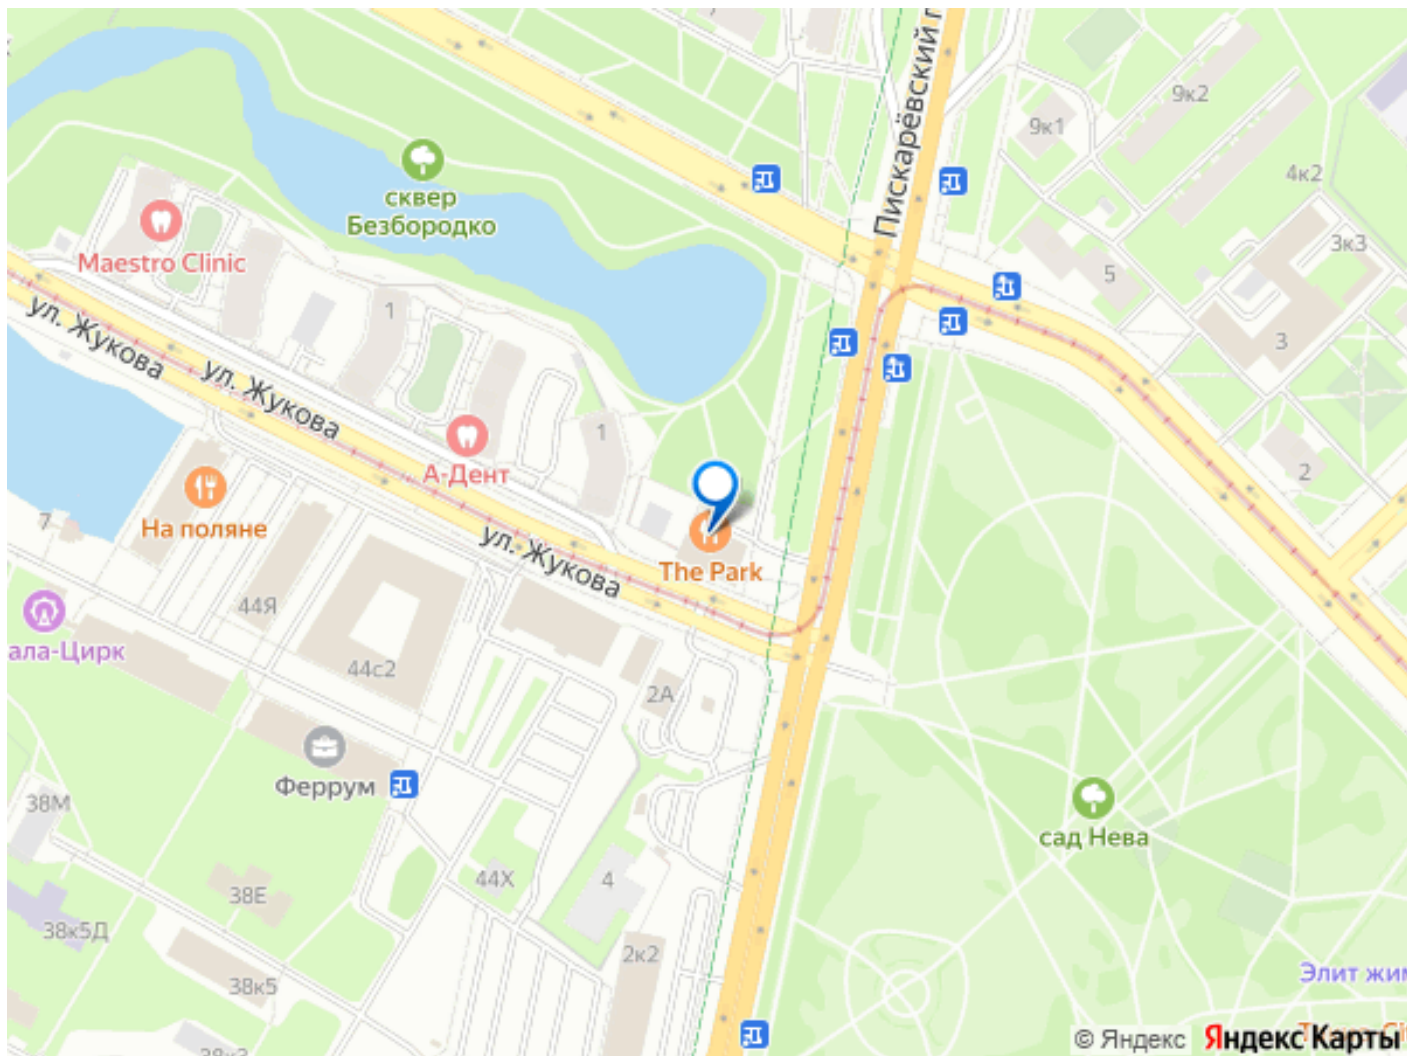 Пискарёвский п
9к2
9к1
4к2
сквер
Безбородко
Maestro Clinic
3к3
5
1
3
ул. Жукова
ул. Жукова
1
А-Дент
2
На поляне
7
ул. Жукова
The Park
44Я
ала-Цирк
44с2
2А
Феррум
38М
сад Нева
44Х
4
38Е
38к5Д
2к2
38к5
Элит жим
© Яндекс
Яндекс Карты